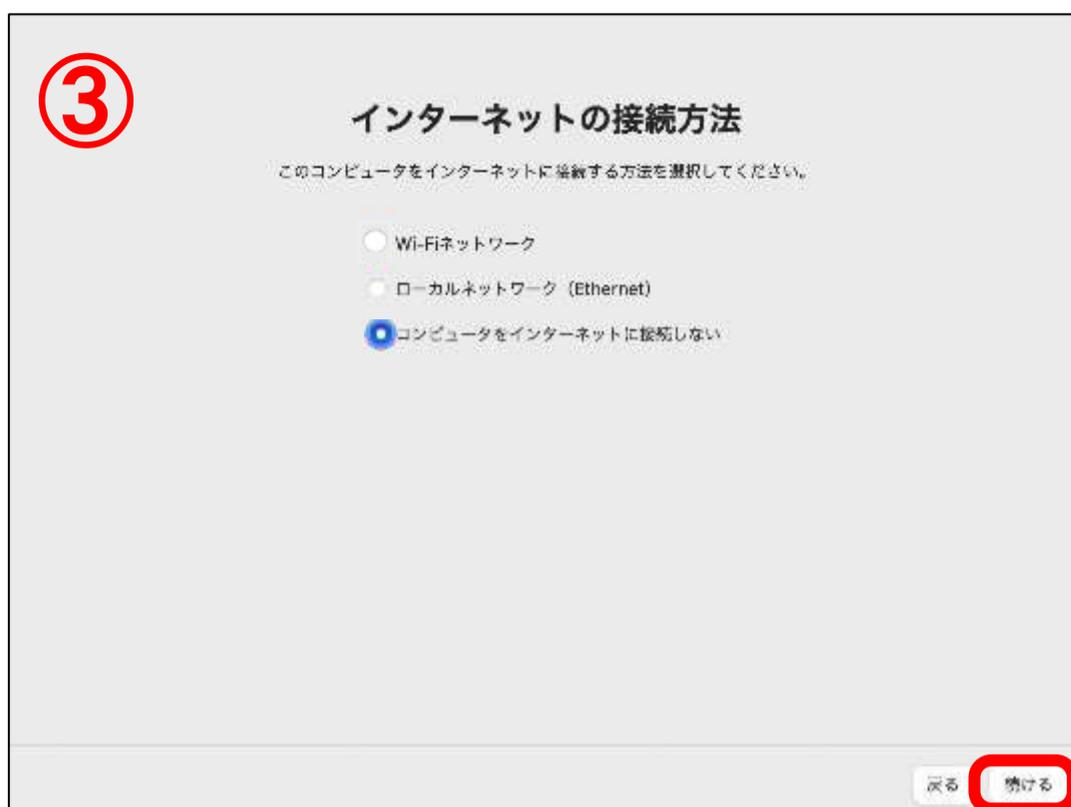 ③
インターネットの接続方法
このコンピュータをインターネットに接続する方法を選択してください。
Wi-Fiネットワーク
ローカルネットワーク（Ethernet）
コンピュータをインターネットに接続しない
戻る 続ける